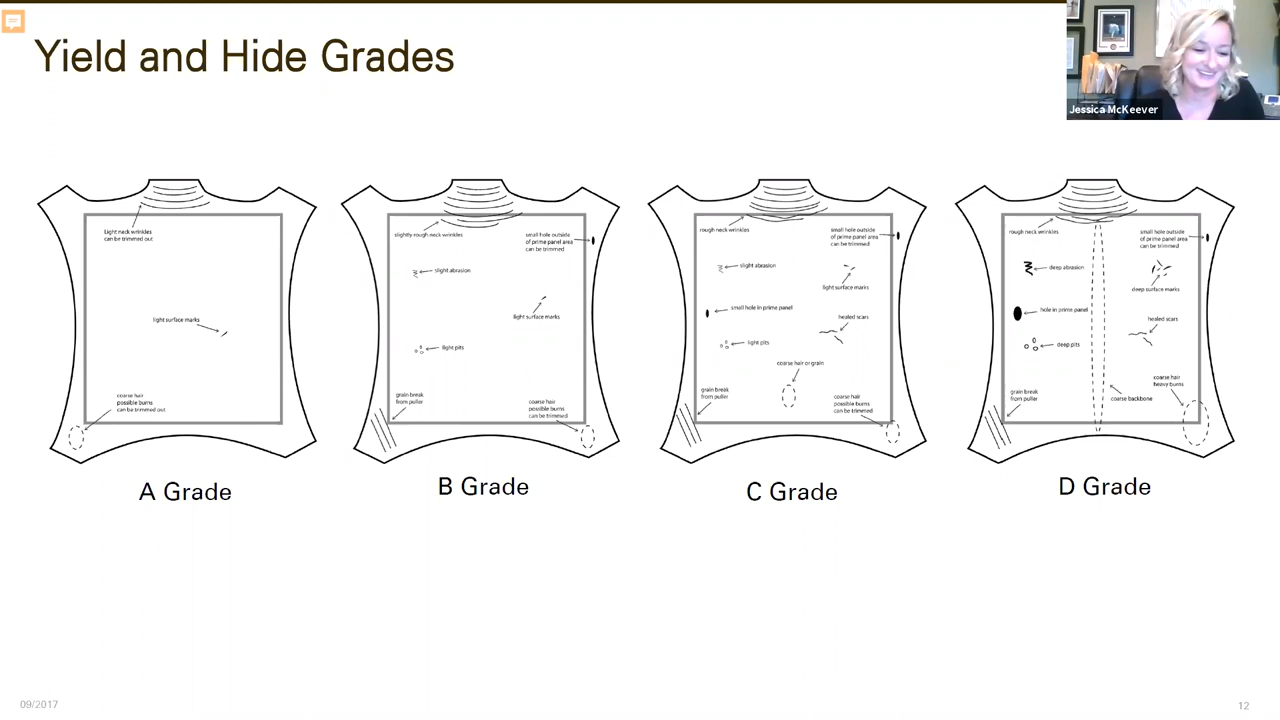 Yield and Hide Grades
Jessica McKeever
Light neck wrinkles
can be trimmed out
light surface marks
coarse hair
possible burns
can be trimmed out
A Grade
slightly rough neck wrinkles
small hole outside
of prime panel area
can be trimmed
slight abrasion
light surface marks
light pits
grain break
from puller
coarse hair
possible burns
can be trimmed
B Grade
rough neck wrinkles
small hole outside
of prime panel area
can be trimmed
slight abrasion
light surface marks
small hole in prime panel
healed scars
light pits
coarse hair or grain
grain break
from puller
coarse hair
possible burns
can be trimmed
C Grade
rough neck wrinkles
small hole outside
of prime panel area
can be trimmed
deep abrasion
deep surface marks
hole in prime panel
healed scars
deep pits
coarse hair
heavy burns
grain break
from puller
coarse backbone
D Grade
09/2017
12